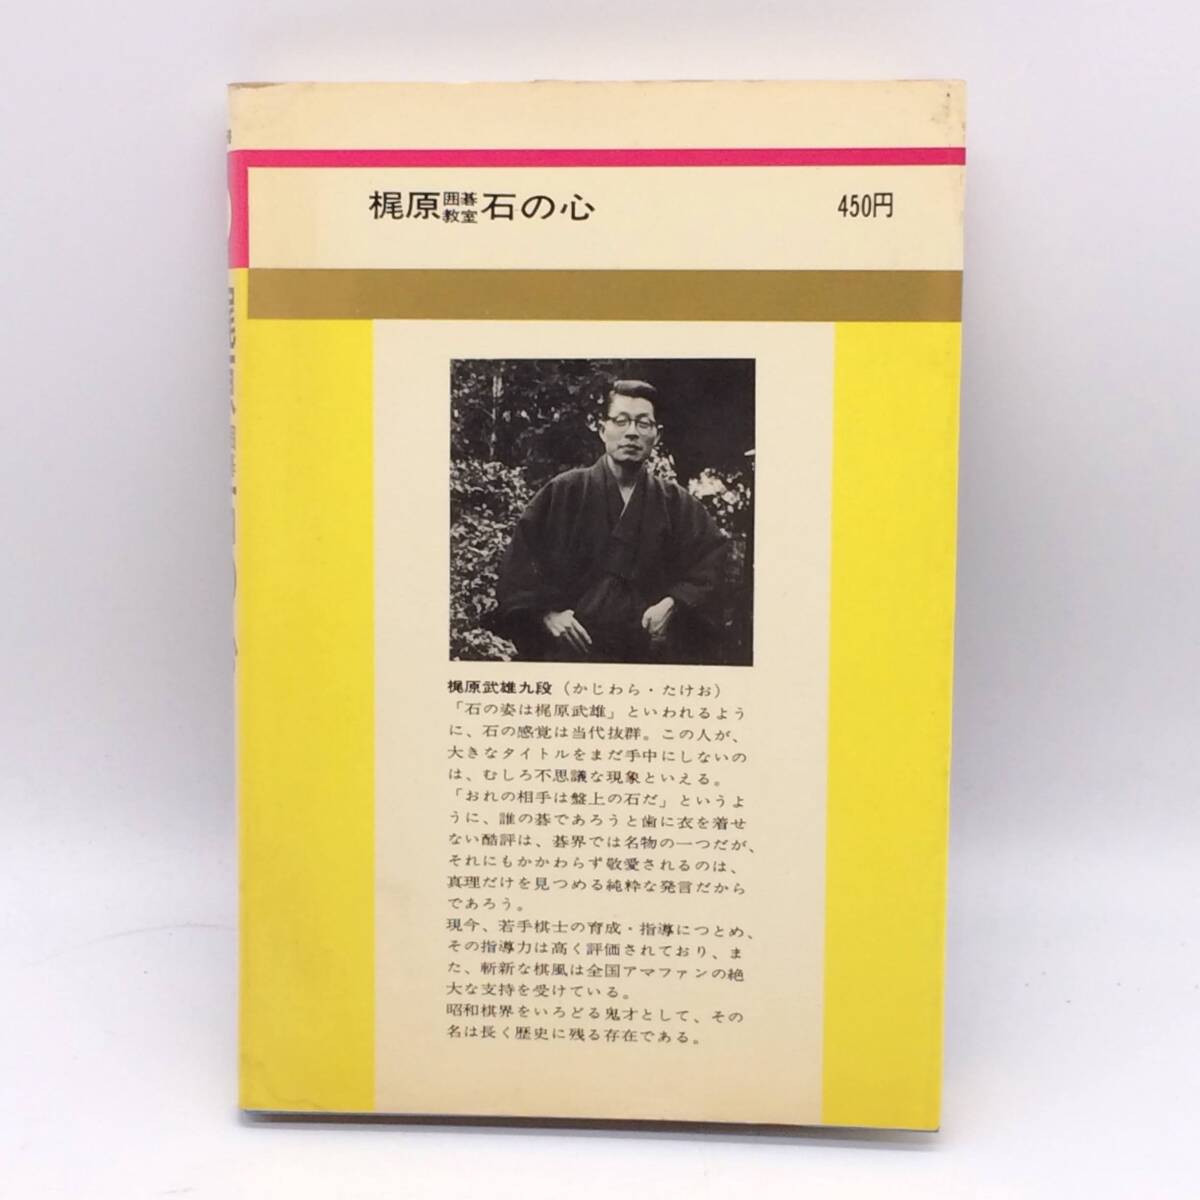 梶原囲碁教室石の心 450円
梶原武雄九段（かじわら・たけお）
「石の姿は梶原武雄」といわれるよう
に、石の感覚は当代抜群。この人が、
大きなタイトルをまだ手中にしないの
は、むしろ不思議な現象といえる。
「おれの相手は盤上の石だ」というよ
うに、誰の碁であろうと歯に衣を着せ
ない酷評は、碁界では名物の一つだが、
それにもかかわらず敬愛されるのは、
真理だけを見つめる純粋な発言だから
であろう。
現今、若手棋士の育成・指導につとめ、
その指導力は高く評価されており、ま
た、斬新な棋風は全国アマファンの絶
大な支持を受けている。
昭和棋界をいろどる鬼才として、その
名は長く歴史に残る存在である。